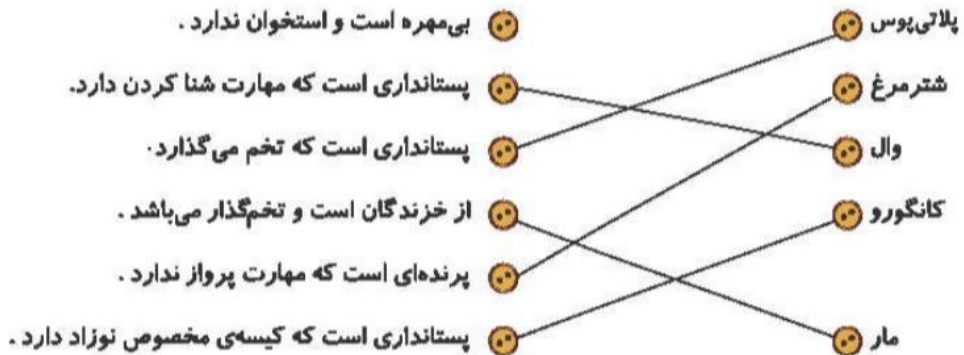 پلاتی‌پوس
بی‌مهره است و استخوان ندارد .
شترمرغ
پستانداری است که مهارت شنا کردن دارد.
وال
پستانداری است که تخم می‌گذارد.
کانگورو
از خزندگان است و تخم‌گذار می‌باشد .
پرنده‌ای است که مهارت پرواز ندارد .
مار
پستانداری است که کیسه‌ی مخصوص نوزاد دارد .